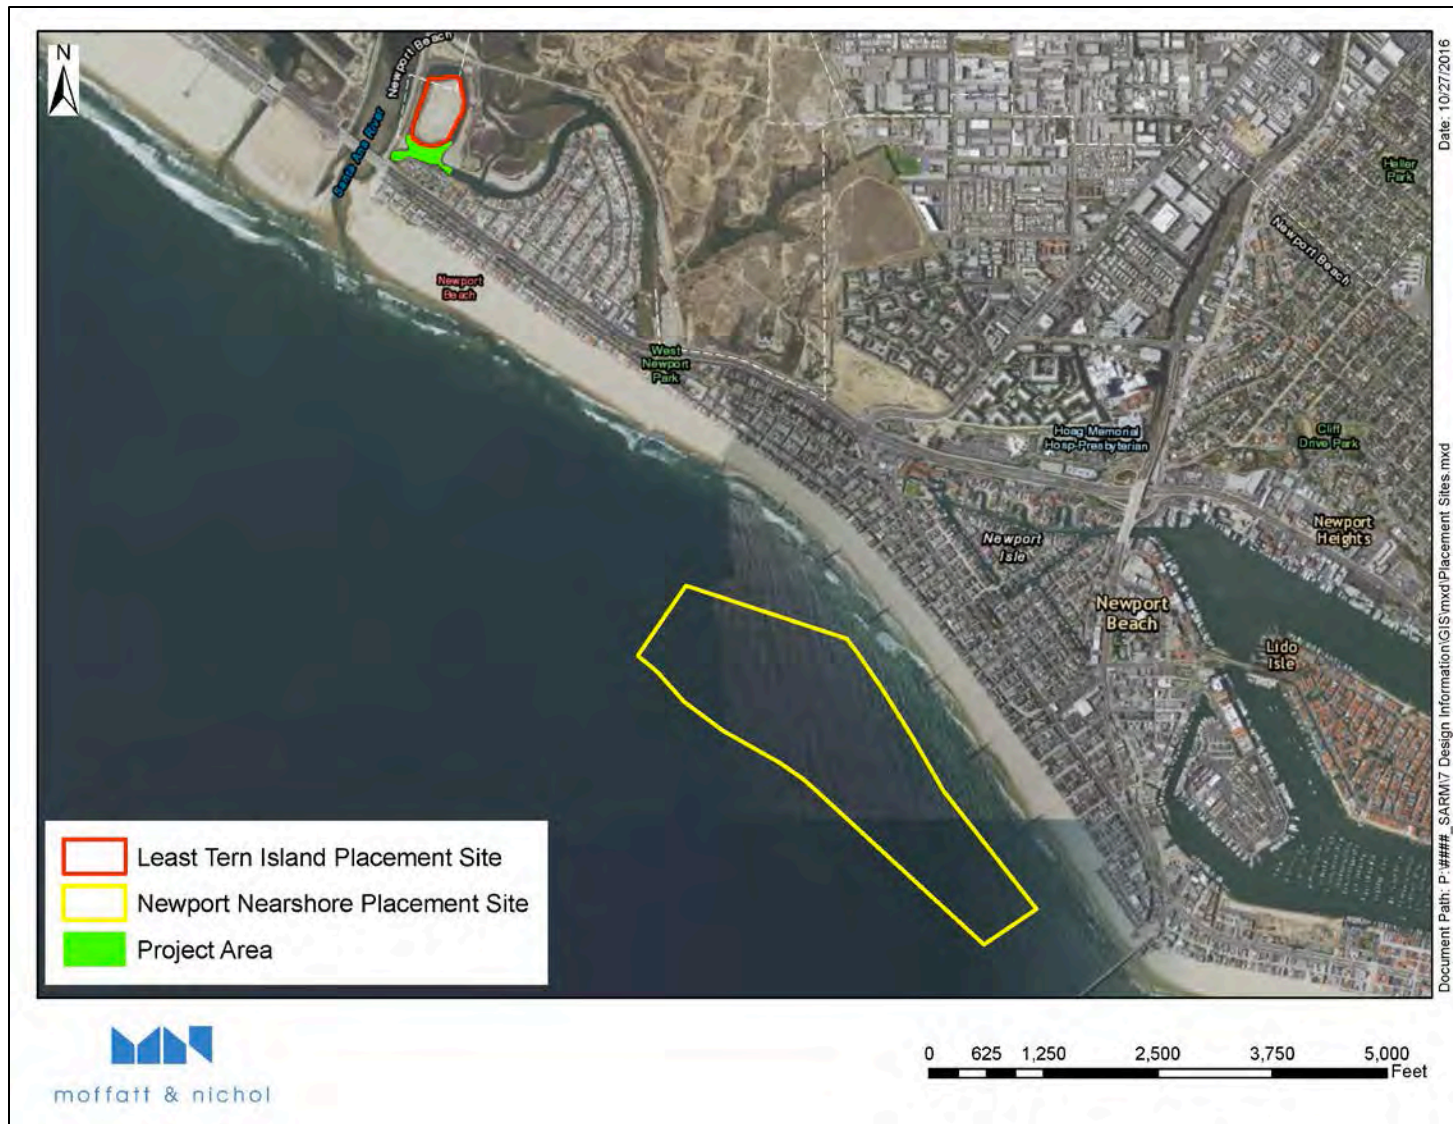 N
Newport Beach
Santa Ana River
Newport
Beach
West
Newport
Park
Heller
Park
Newport Beach
Hoag Memorial
Hosp-Presbyterian
Cliff
Drive Park
Newport
Isle
Newport
Heights
Newport
Beach
Lido
Isle
Least Tern Island Placement Site
Newport Nearshore Placement Site
Project Area
Date: 10/27/2016
Document Path: P:\####_SARM\7 Design Information\GIS\mxd\Placement Sites.mxd
moffatt & nichol
0 625 1,250 2,500 3,750 5,000
Feet